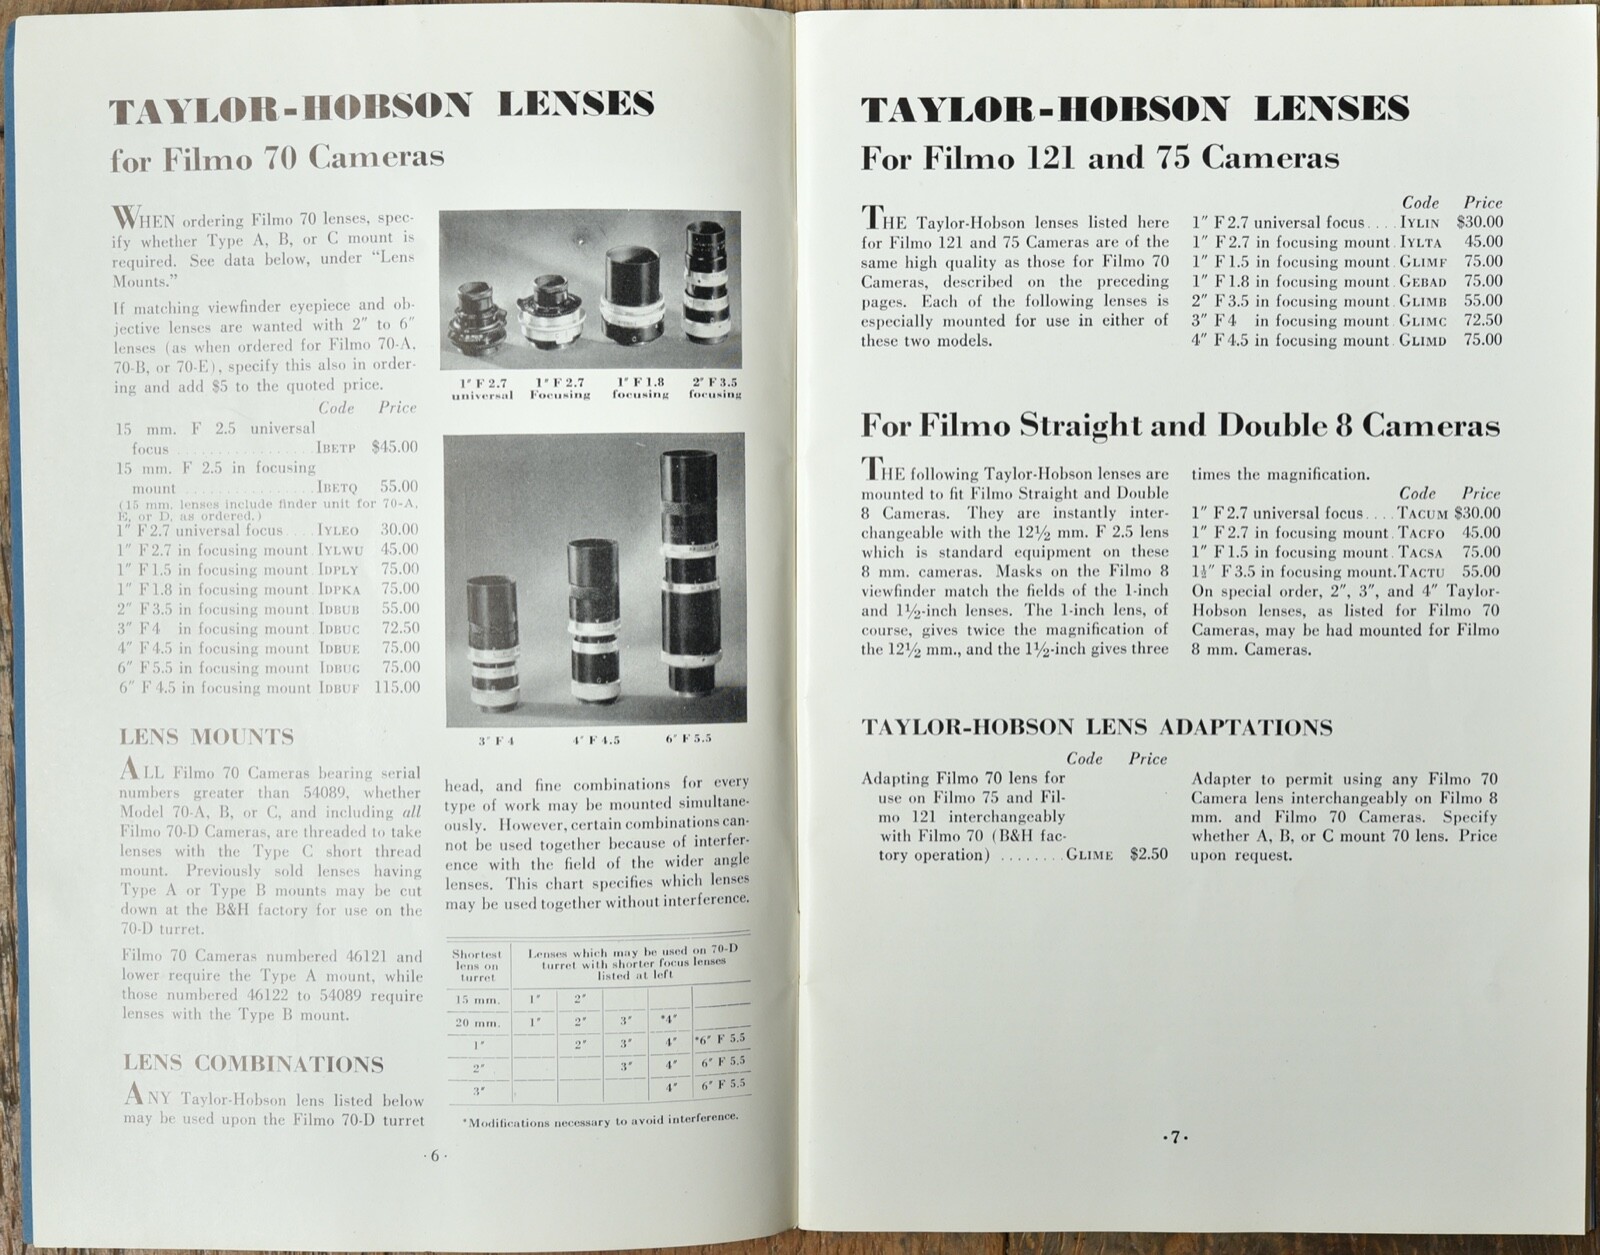 TAYLOR-HOBSON LENSES
for Filmo 70 Cameras
WHEN ordering Filmo 70 lenses, spec-
ify whether Type A, B, or C mount is
required. See data below, under "Lens
Mounts."
If matching viewfinder eyepiece and ob-
jective lenses are wanted with 2" to 6"
lenses (as when ordered for Filmo 70-A,
70-B, or 70-E), specify this also in order-
ing and add $5 to the quoted price.
Code Price
15 mm. F 2.5 universal
focus ................ IBETP $45.00
15 mm. F 2.5 in focusing
mount ............... IBETQ 55.00
(15 mm. lenses include finder unit for 70-A,
E, or D, as ordered.)
1" F 2.7 universal focus .... IYLEO 30.00
1" F 2.7 in focusing mount IYLWU 45.00
1" F 1.5 in focusing mount IDPLY 75.00
1" F 1.8 in focusing mount IDPKA 75.00
2" F 3.5 in focusing mount IDBUB 55.00
3" F 4 in focusing mount IDBUC 72.50
4" F 4.5 in focusing mount IDBUE 75.00
6" F 5.5 in focusing mount IDBUG 75.00
6" F 4.5 in focusing mount IDBUF 115.00
LENS MOUNTS
ALL Filmo 70 Cameras bearing serial
numbers greater than 54089, whether
Model 70-A, B, or C, and including all
Filmo 70-D Cameras, are threaded to take
lenses with the Type C short thread
mount. Previously sold lenses having
Type A or Type B mounts may be cut
down at the B&H factory for use on the
70-D turret.
Filmo 70 Cameras numbered 46121 and
lower require the Type A mount, while
those numbered 46122 to 54089 require
lenses with the Type B mount.
LENS COMBINATIONS
ANY Taylor-Hobson lens listed below
may be used upon the Filmo 70-D turret
1" F 2.7 universal
1" F 2.7 Focusing
1" F 1.8 focusing
2" F 3.5 focusing
3" F 4
4" F 4.5
6" F 5.5
head, and fine combinations for every
type of work may be mounted simultane-
ously. However, certain combinations can-
not be used together because of interfer-
ence with the field of the wider angle
lenses. This chart specifies which lenses
may be used together without interference.
Shortest lens on turret
Lenses which may be used on 70-D turret with shorter focus lenses listed at left
15 mm. 1" 2"
20 mm. 1" 2" 3" *4"
1" 2" 3" 4" *6" F 5.5
2" 3" 4" 6" F 5.5
3" 4" 6" F 5.5
*Modifications necessary to avoid interference.
· 6 ·
TAYLOR-HOBSON LENSES
For Filmo 121 and 75 Cameras
THE Taylor-Hobson lenses listed here
for Filmo 121 and 75 Cameras are of the
same high quality as those for Filmo 70
Cameras, described on the preceding
pages. Each of the following lenses is
especially mounted for use in either of
these two models.
Code Price
1" F 2.7 universal focus.... IYLIN $30.00
1" F 2.7 in focusing mount. IYLTA 45.00
1" F 1.5 in focusing mount. GLIMF 75.00
1" F 1.8 in focusing mount. GEBAD 75.00
2" F 3.5 in focusing mount. GLIMB 55.00
3" F 4 in focusing mount. GLIMC 72.50
4" F 4.5 in focusing mount. GLIMD 75.00
For Filmo Straight and Double 8 Cameras
THE following Taylor-Hobson lenses are
mounted to fit Filmo Straight and Double
8 Cameras. They are instantly inter-
changeable with the 12½ mm. F 2.5 lens
which is standard equipment on these
8 mm. cameras. Masks on the Filmo 8
viewfinder match the fields of the 1-inch
and 1½-inch lenses. The 1-inch lens, of
course, gives twice the magnification of
the 12½ mm., and the 1½-inch gives three
times the magnification.
Code Price
1" F 2.7 universal focus.... TACUM $30.00
1" F 2.7 in focusing mount. TACFO 45.00
1" F 1.5 in focusing mount. TACSA 75.00
1½" F 3.5 in focusing mount. TACTU 55.00
On special order, 2", 3", and 4" Taylor-
Hobson lenses, as listed for Filmo 70
Cameras, may be had mounted for Filmo
8 mm. Cameras.
TAYLOR-HOBSON LENS ADAPTATIONS
Code Price
Adapting Filmo 70 lens for
use on Filmo 75 and Fil-
mo 121 interchangeably
with Filmo 70 (B&H fac-
tory operation) ........ GLIME $2.50
Adapter to permit using any Filmo 70
Camera lens interchangeably on Filmo 8
mm. and Filmo 70 Cameras. Specify
whether A, B, or C mount 70 lens. Price
upon request.
· 7 ·